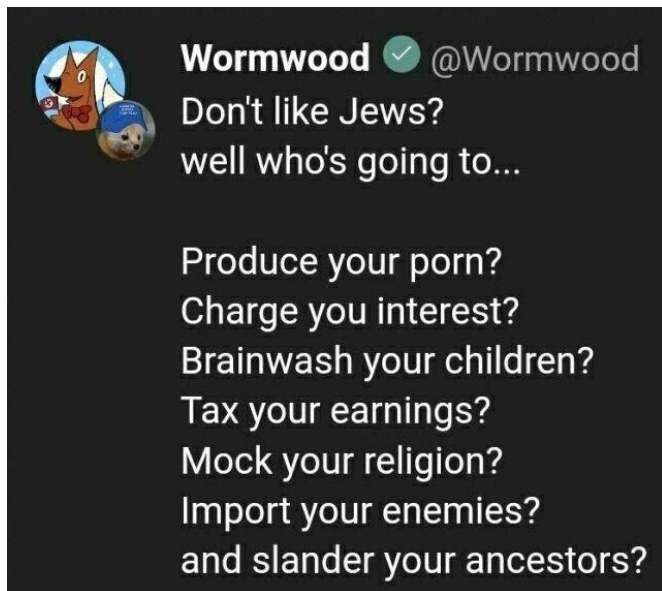 Wormwood @Wormwood
Don't like Jews?
well who's going to...
Produce your porn?
Charge you interest?
Brainwash your children?
Tax your earnings?
Mock your religion?
Import your enemies?
and slander your ancestors?